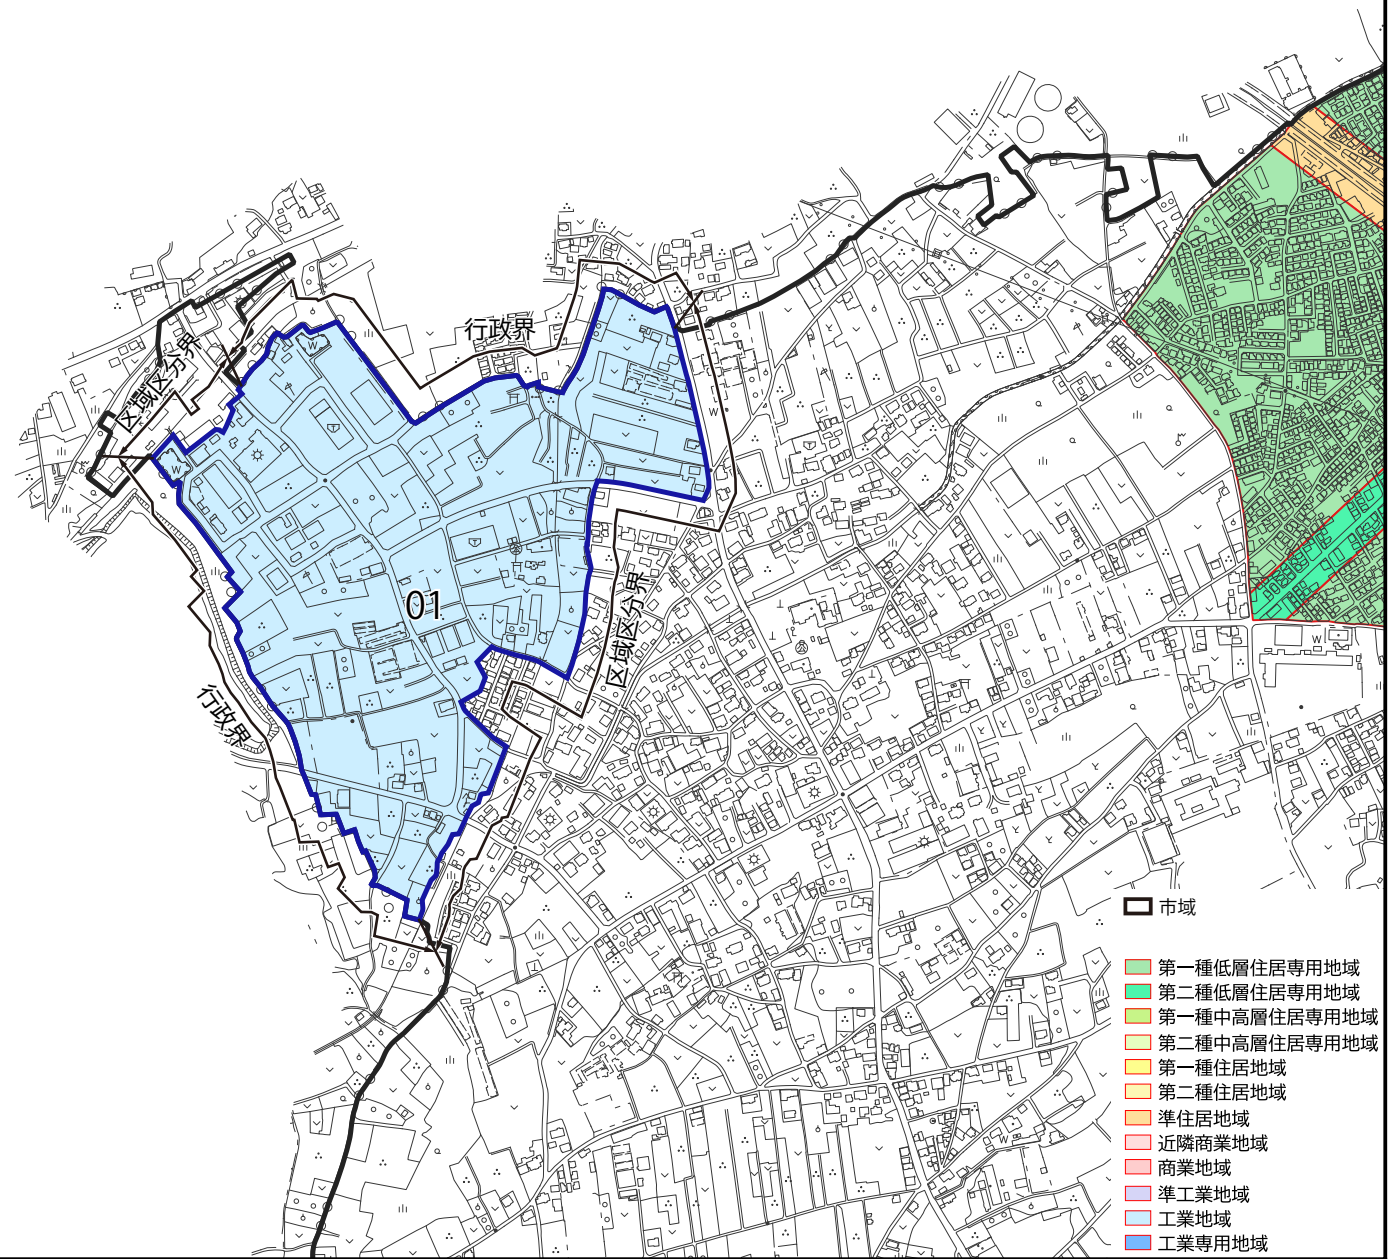 行政界
区域区分界
01
区域区分界
行政界
市域
第一種低層住居専用地域
第二種低層住居専用地域
第一種中高層住居専用地域
第二種中高層住居専用地域
第一種住居地域
第二種住居地域
準住居地域
近隣商業地域
商業地域
準工業地域
工業地域
工業専用地域